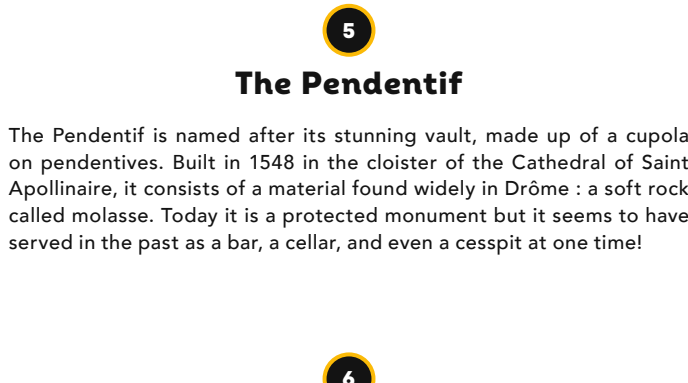 5
The Pendentif
The Pendentif is named after its stunning vault, made up of a cupola
on pendentives. Built in 1548 in the cloister of the Cathedral of Saint
Apollinaire, it consists of a material found widely in Drôme : a soft rock
called molasse. Today it is a protected monument but it seems to have
served in the past as a bar, a cellar, and even a cesspit at one time!
6